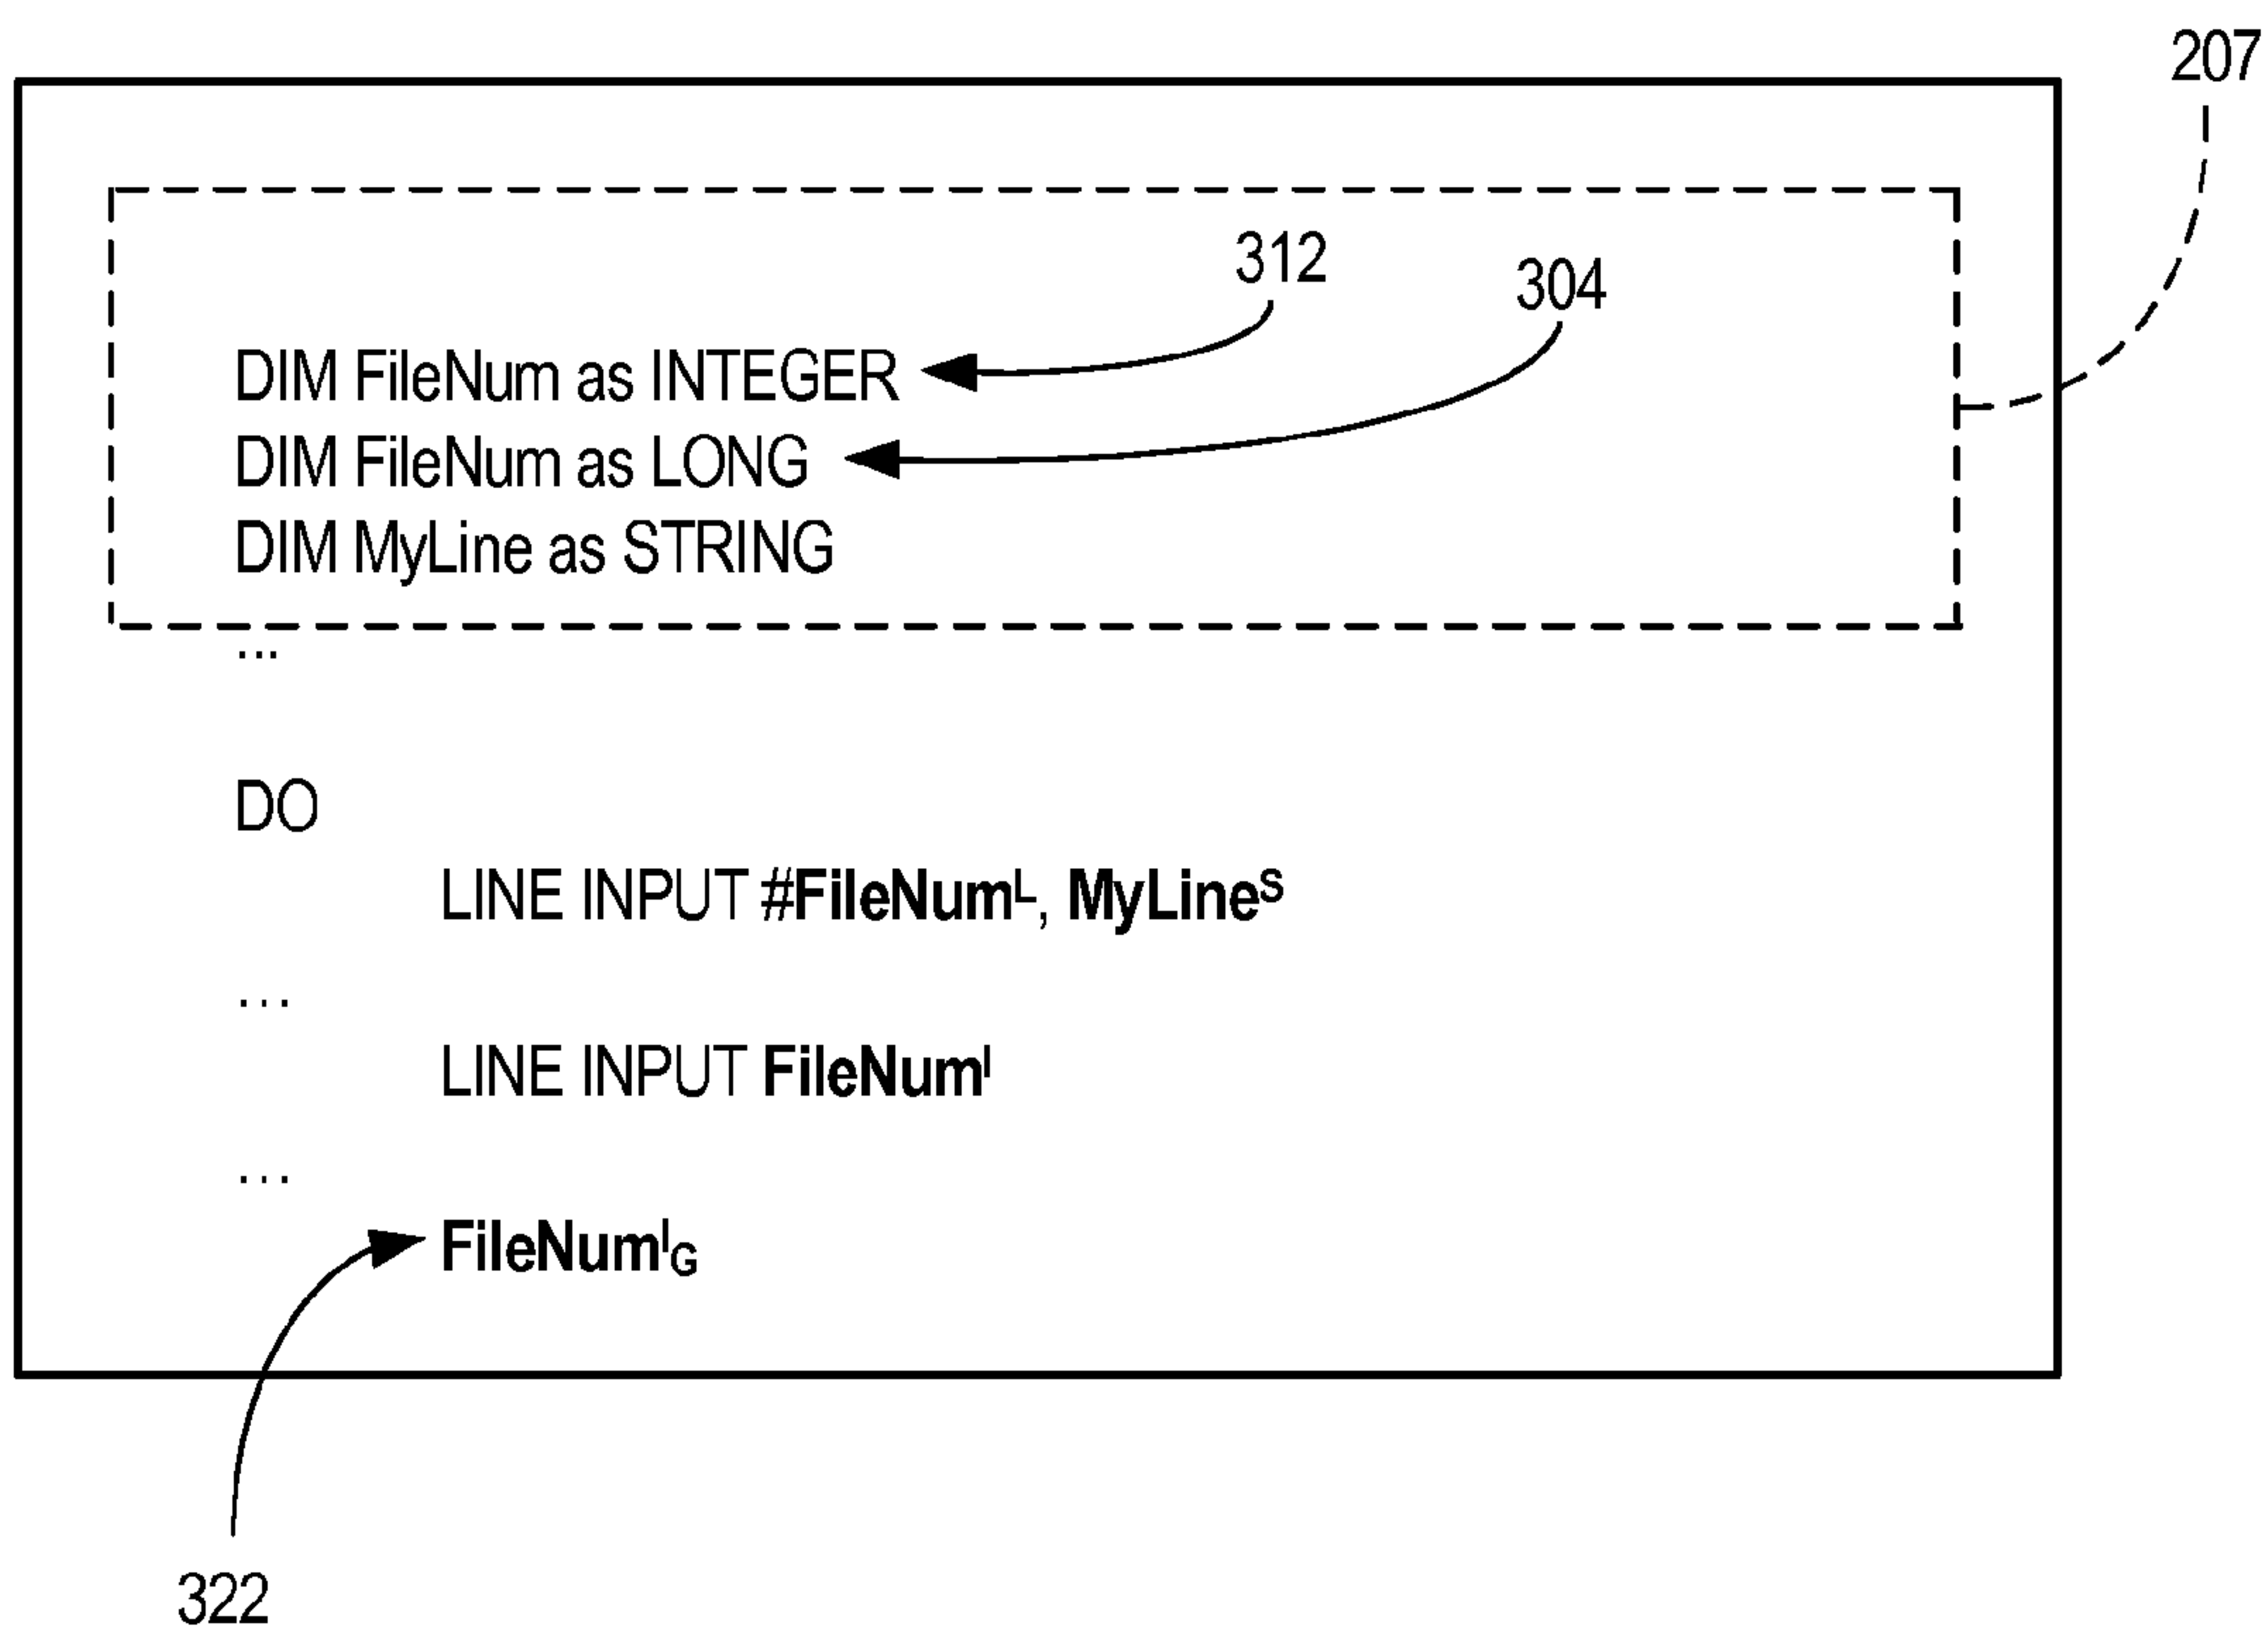 207
312
304
DIM FileNum as INTEGER
DIM FileNum as LONG
DIM MyLine as STRING
...
DO
LINE INPUT #FileNumᴸ, MyLineˢ
...
LINE INPUT FileNumᴵ
...
FileNumᴵG
322